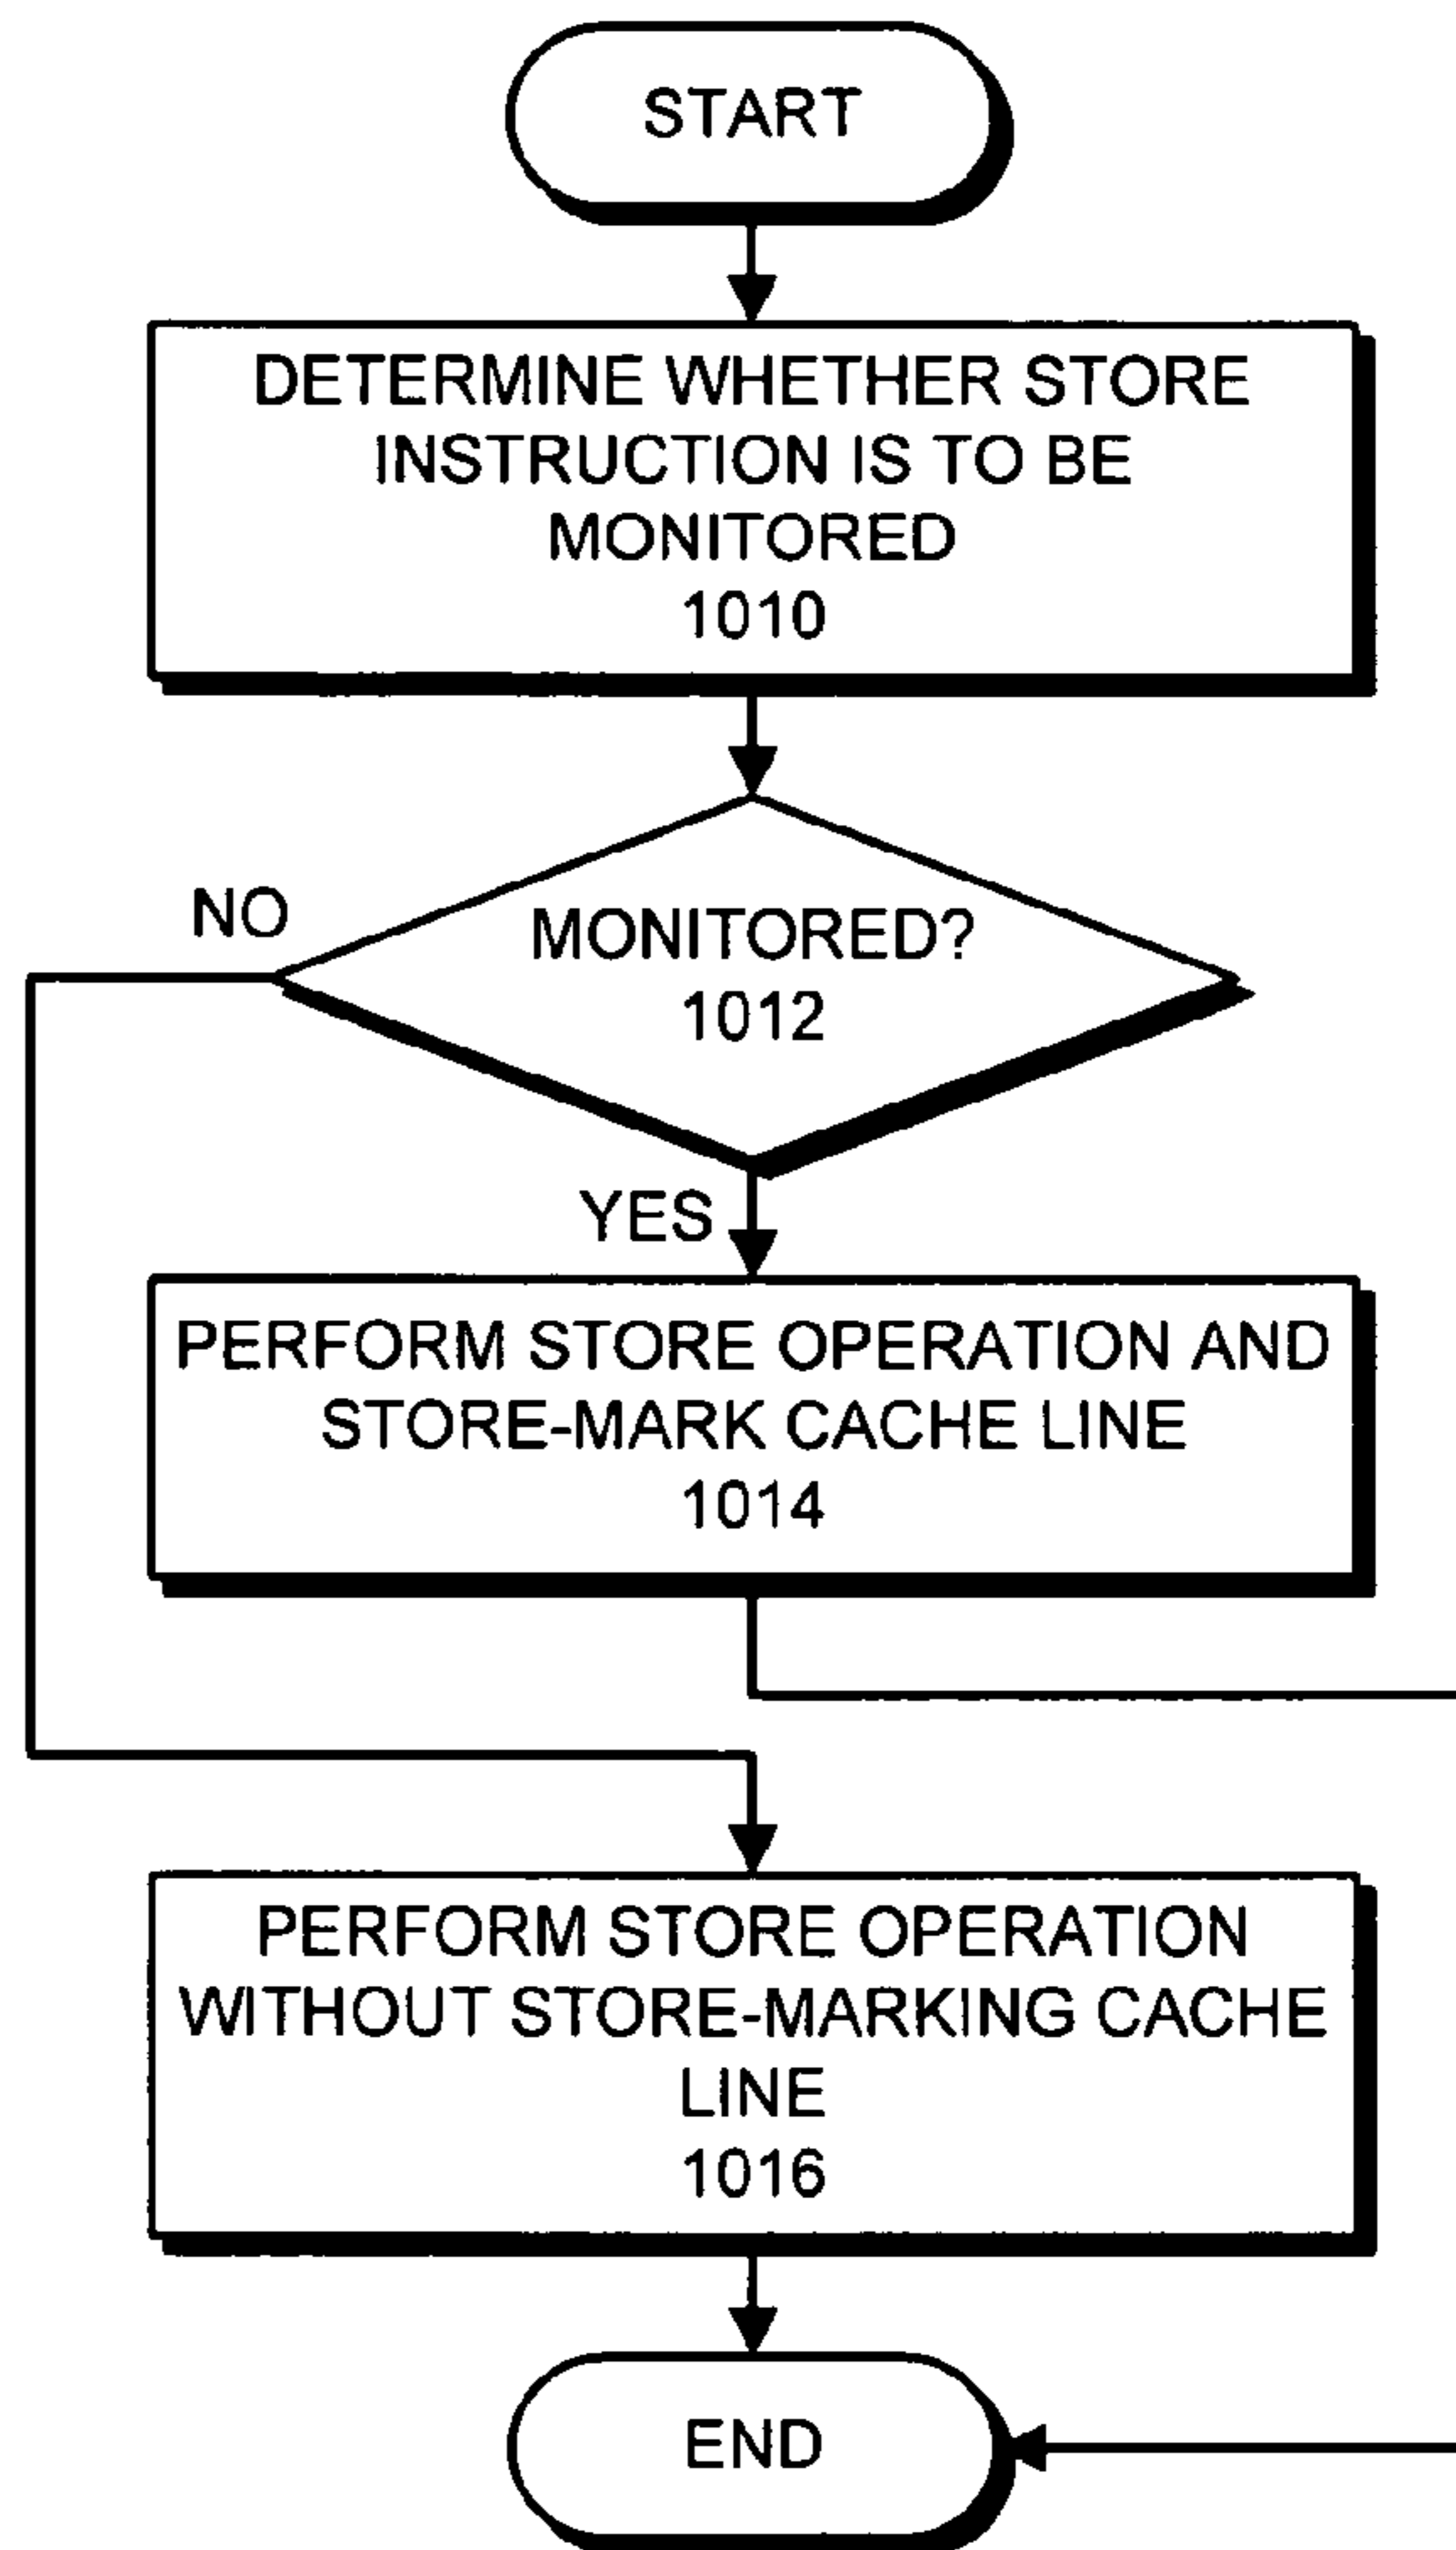 START
DETERMINE WHETHER STORE
INSTRUCTION IS TO BE
MONITORED
1010
NO
MONITORED?
1012
YES
PERFORM STORE OPERATION AND
STORE-MARK CACHE LINE
1014
PERFORM STORE OPERATION
WITHOUT STORE-MARKING CACHE
LINE
1016
END